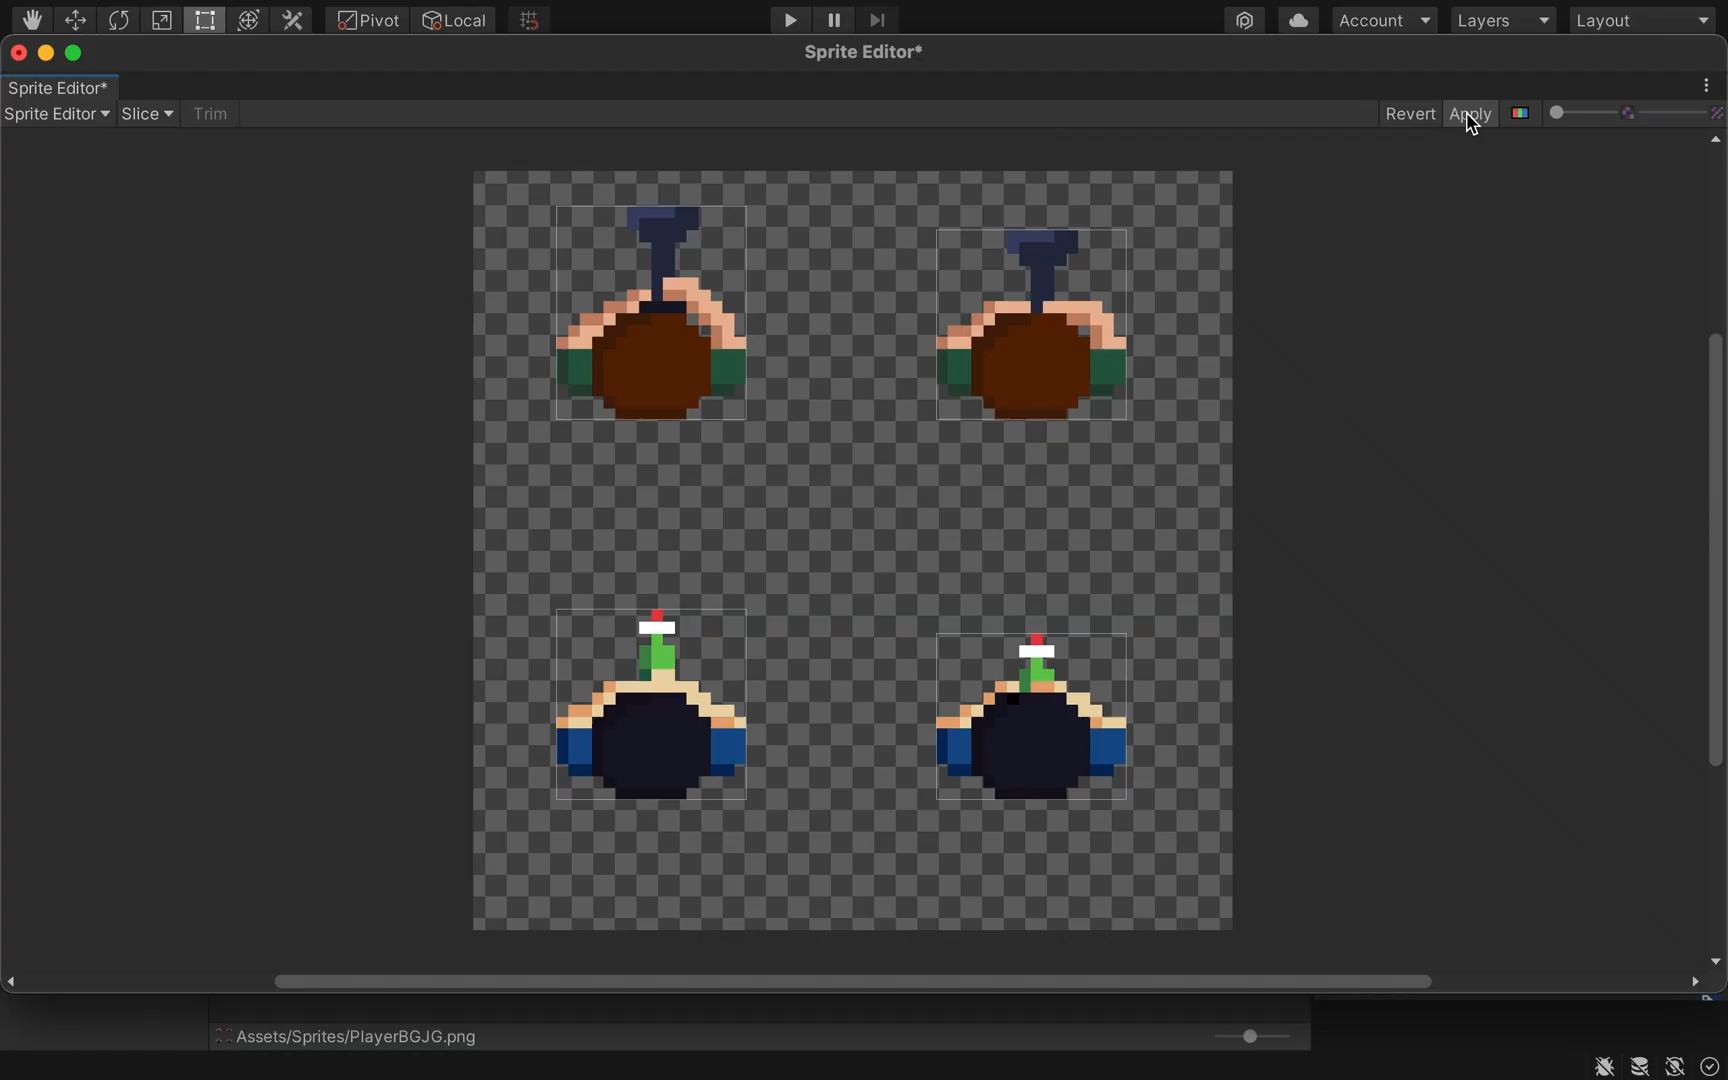 Pivot Local Account Layers Layout
Sprite Editor*
Sprite Editor*
Sprite Editor Slice Trim Revert Apply
Assets/Sprites/PlayerBGJG.png